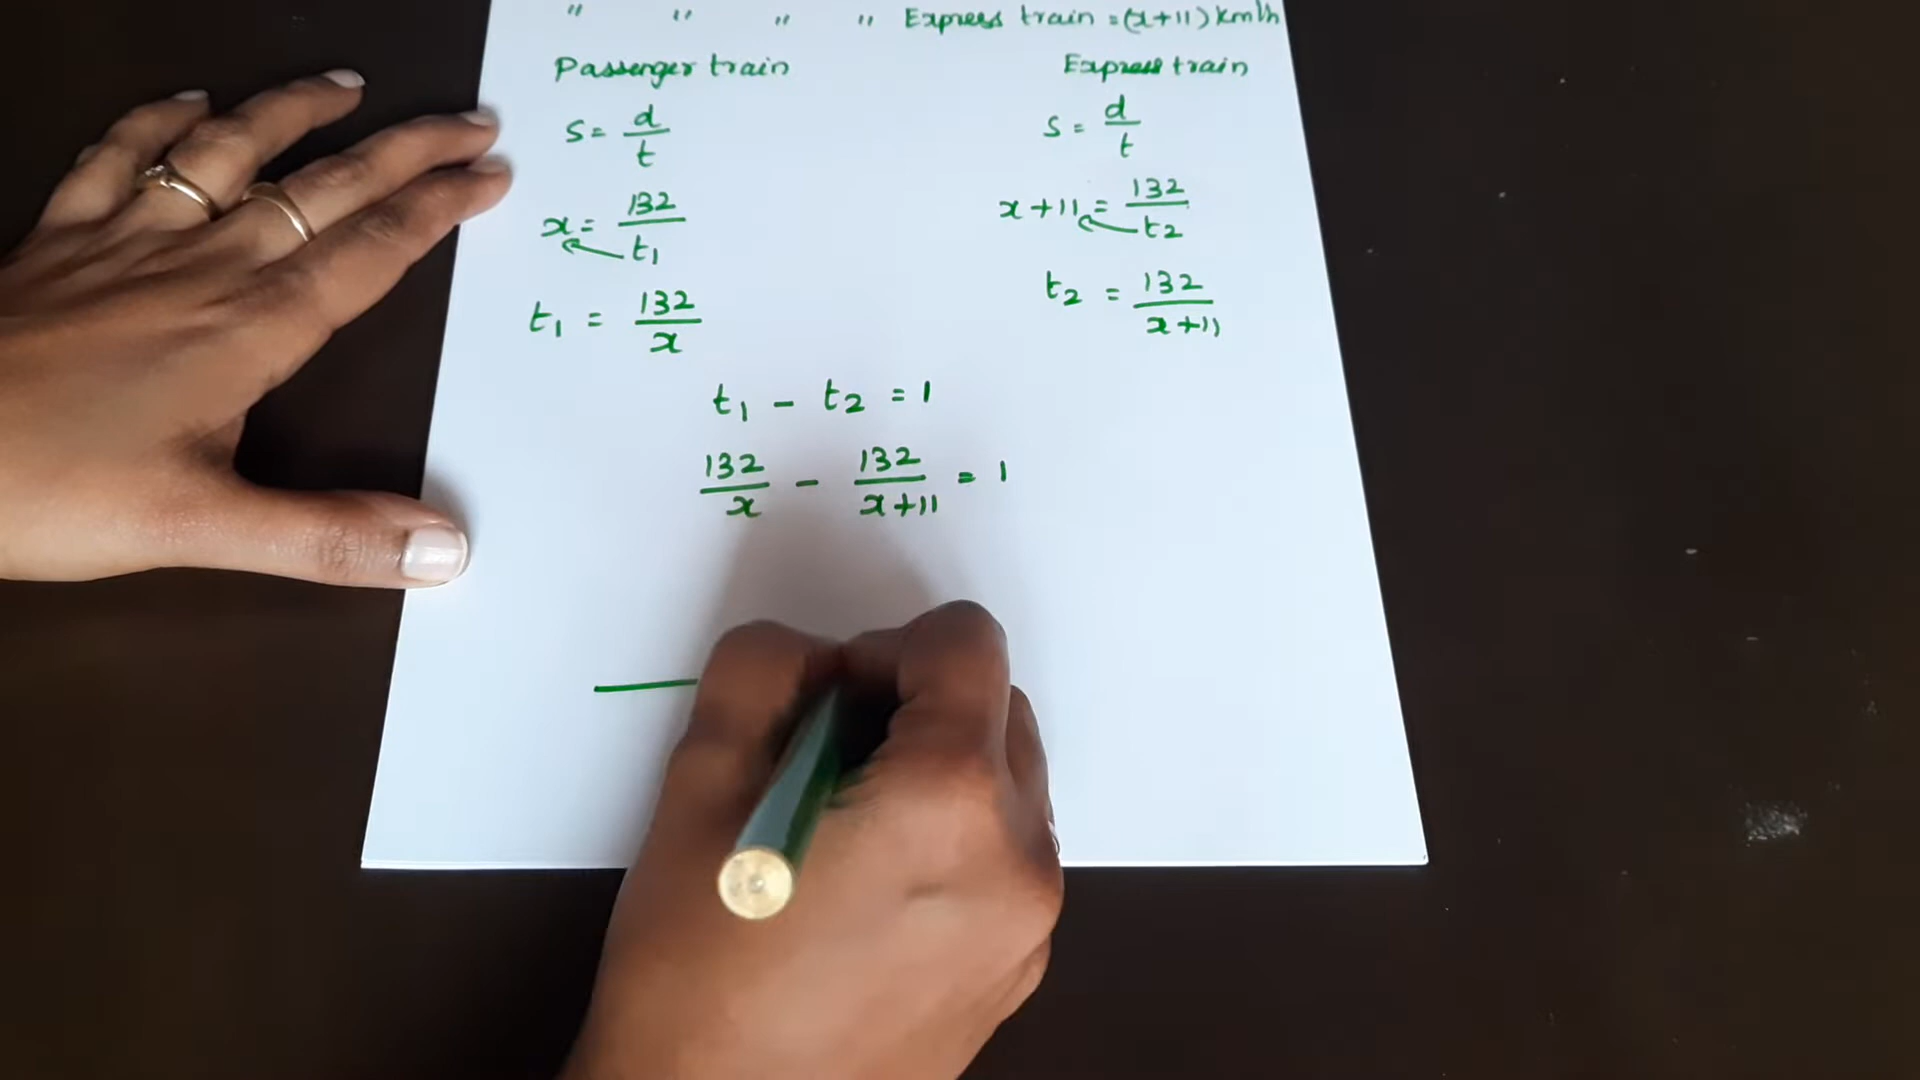 " " " " Express train = (x+11) km/h
Passenger train
S = d/t
x = 132/t₁
t₁ = 132/x
Express train
S = d/t
x+11 = 132/t₂
t₂ = 132/x+11
t₁ - t₂ = 1
132/x - 132/x+11 = 1